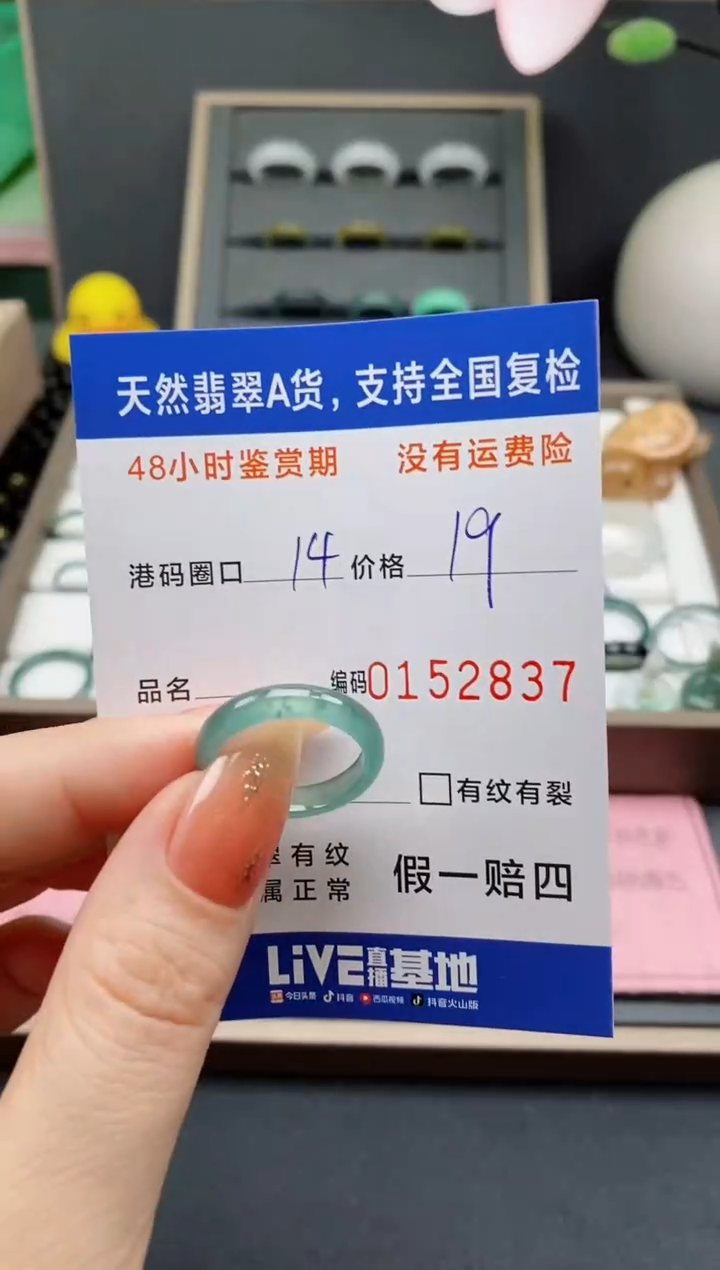 天然翡翠A货，支持全国复检
48小时鉴赏期 没有运费险
港码圈口 14 价格 19
品名 编码0152837
有纹有裂
有纹
属正常 假一赔四
LiVE直播基地
今日头条 抖音 西瓜视频 抖音火山版